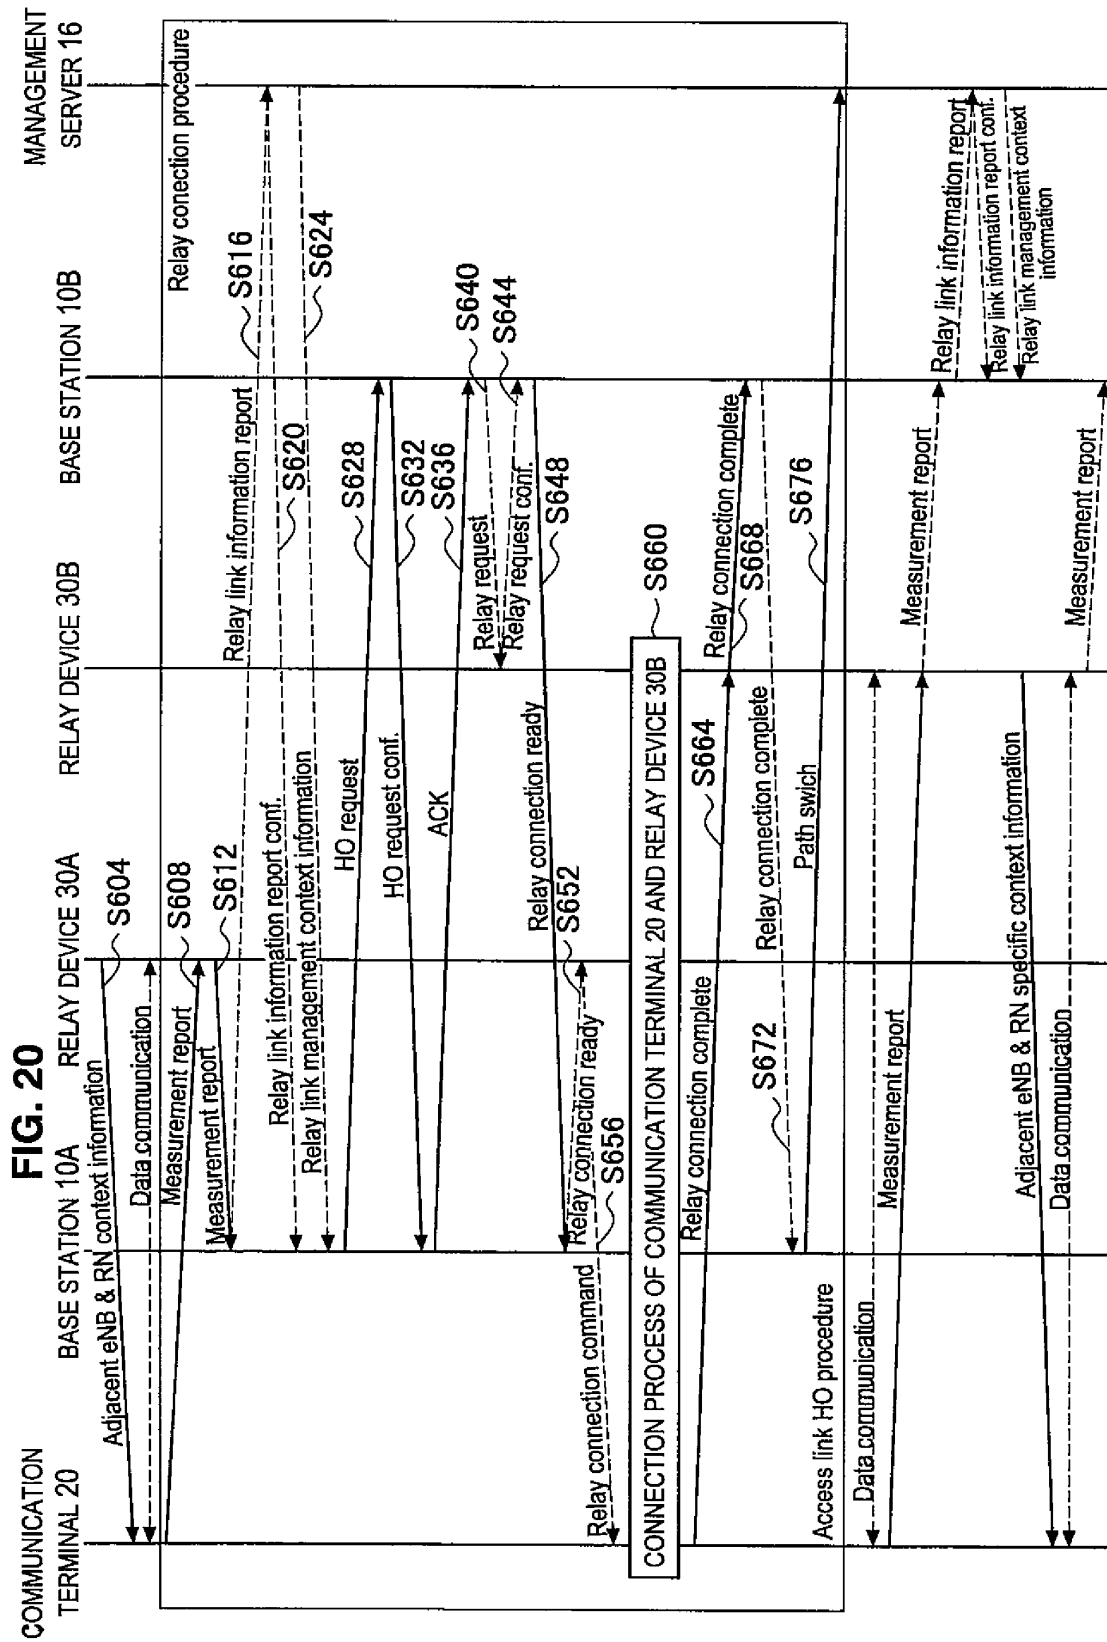 FIG. 20
COMMUNICATION
TERMINAL 20
BASE STATION 10A
RELAY DEVICE 30A
RELAY DEVICE 30B
BASE STATION 10B
MANAGEMENT
SERVER 16
Adjacent eNB & RN context information
S604
Data communication
Relay conection procedure
Measurement report
S608
Measurement report
S612
Relay link information report
S616
Relay link information report conf.
S620
Relay link management context information
S624
HO request
S628
HO request conf.
S632
ACK
S636
Relay request
S640
Relay request conf.
S644
Relay connection ready
S648
Relay connection ready
S652
Relay connection command
S656
CONNECTION PROCESS OF COMMUNICATION TERMINAL 20 AND RELAY DEVICE 30B
S660
Relay connection complete
S664
Relay connection complete
S668
Relay connection complete
S672
Path swich
S676
Access link HO procedure
Data communication
Measurement report
Measurement report
Relay link information report
Relay link information report conf.
Relay link management context
information
Adjacent eNB & RN specific context information
Data communication
Measurement report